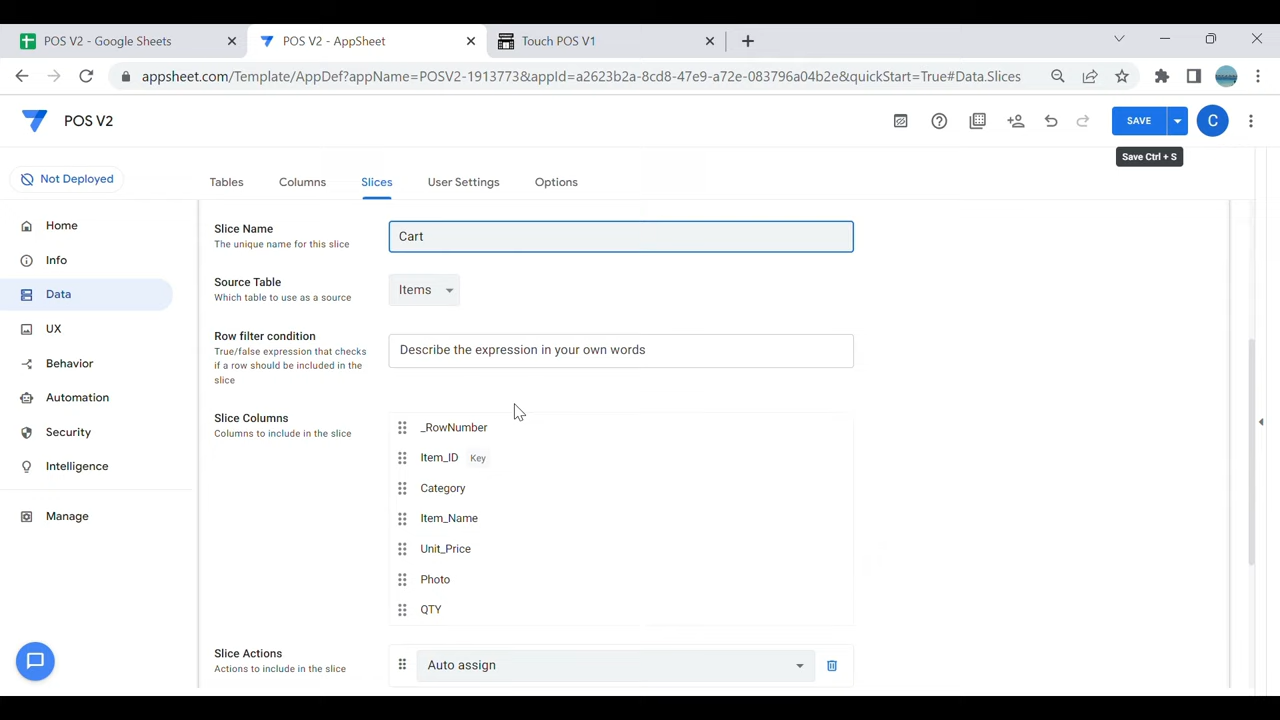 POS V2 - Google Sheets
POS V2 - AppSheet
Touch POS V1
appsheet.com/Template/AppDef?appName=POSV2-1913773&appId=a2623b2a-8cd8-47e9-a72e-083796a04b2e&quickStart=True#Data.Slices
POS V2
SAVE
C
Save Ctrl + S
Not Deployed
Tables
Columns
Slices
User Settings
Options
Home
Info
Data
UX
Behavior
Automation
Security
Intelligence
Manage
Slice Name
The unique name for this slice
Cart
Source Table
Which table to use as a source
Items
Row filter condition
True/false expression that checks
if a row should be included in the
slice
Describe the expression in your own words
Slice Columns
Columns to include in the slice
_RowNumber
Item_ID Key
Category
Item_Name
Unit_Price
Photo
QTY
Slice Actions
Actions to include in the slice
Auto assign